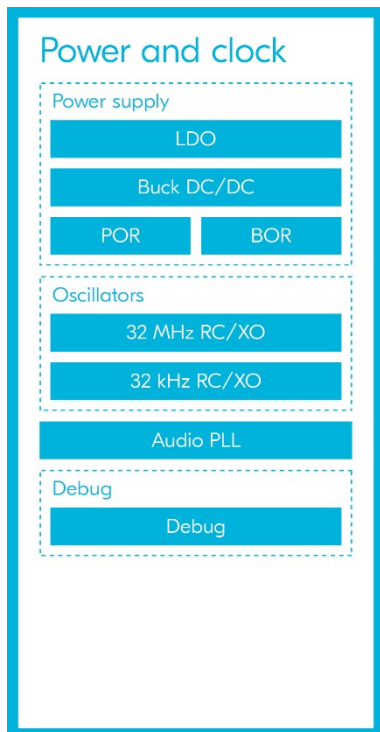 Power and clock
Power supply
LDO
Buck DC/DC
POR BOR
Oscillators
32 MHz RC/XO
32 kHz RC/XO
Audio PLL
Debug
Debug